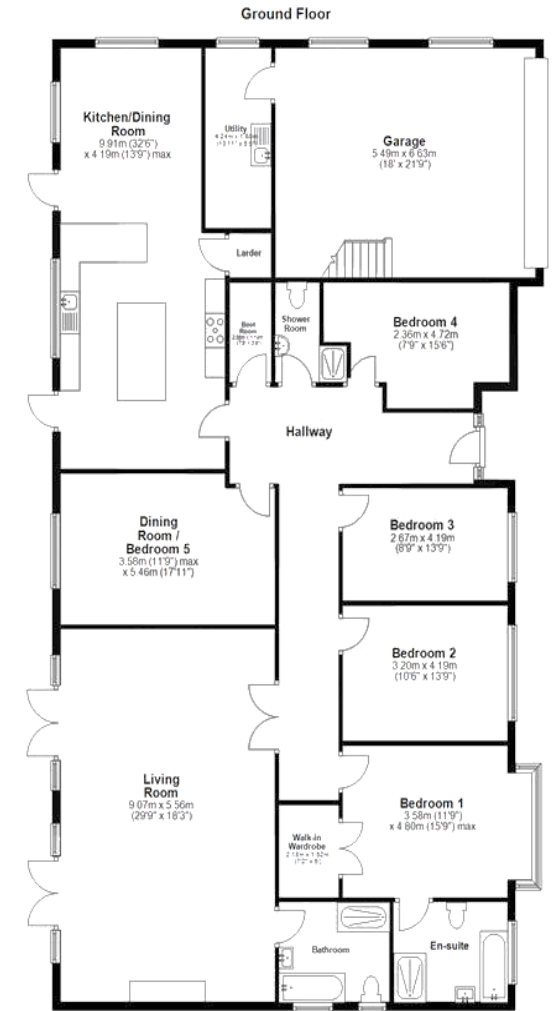 Ground Floor
Kitchen/Dining
Room
9.91m (32'6")
x 4.19m (13'9") max
Utility
Garage
5.49m x 6.63m
(18' x 21'9")
Larder
Boot
Room
Shower
Room
Bedroom 4
2.36m x 4.72m
(7'9" x 15'6")
Hallway
Dining
Room /
Bedroom 5
3.58m (11'9") max
x 5.46m (17'11")
Bedroom 3
2.67m x 4.19m
(8'9" x 13'9")
Bedroom 2
3.20m x 4.19m
(10'6" x 13'9")
Living
Room
9.07m x 5.56m
(29'9" x 18'3")
Bedroom 1
3.58m (11'9")
x 4.80m (15'9") max
Walk-in
Wardrobe
Bathroom
En-suite